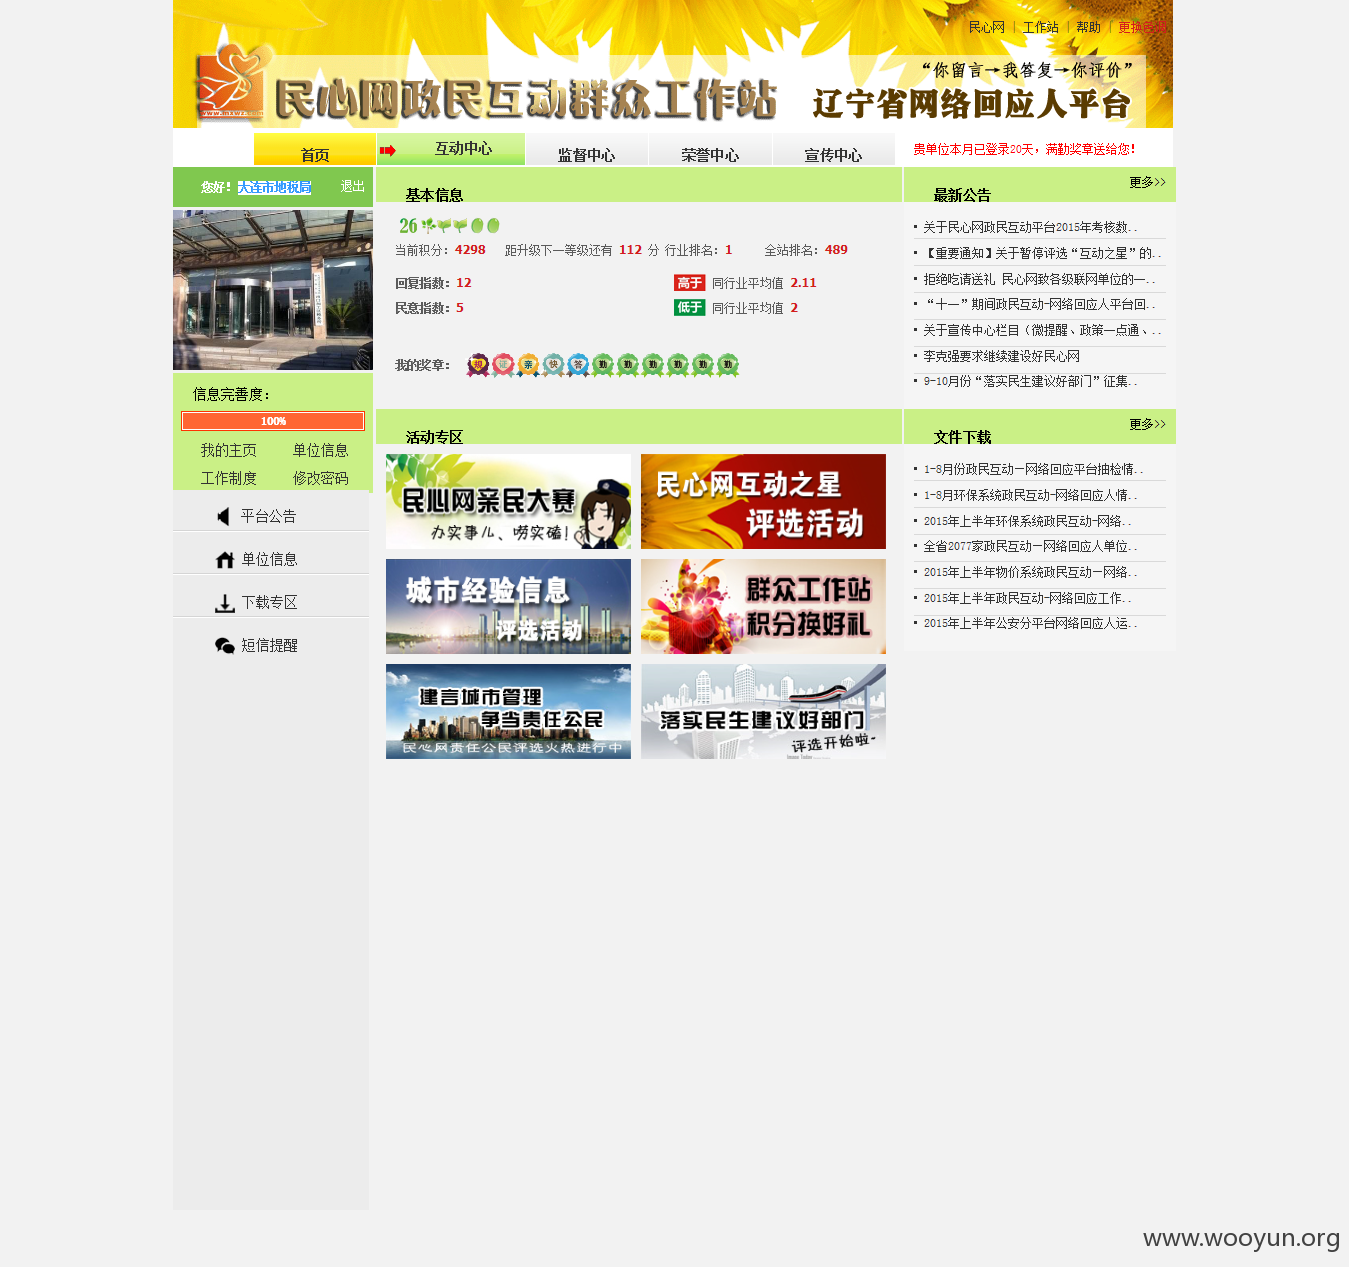 民心网 | 工作站 | 帮助 | 更换
www.mxwz.com
民心网政民互动群众工作站
“你留言→我答复→你评价”
辽宁省网络回应人平台
首页
互动中心
监督中心
荣誉中心
宣传中心
贵单位本月已登录20天，满勤奖章送给您！
您好！大连市地税局 退出
信息完善度：
100%
我的主页 单位信息
工作制度 修改密码
平台公告
单位信息
下载专区
短信提醒
基本信息
26
当前积分：4298 距升级下一等级还有 112 分 行业排名：1 全站排名：489
回复指数：12 高于 同行业平均值 2.11
民意指数：5 低于 同行业平均值 2
我的奖章： 规 证 亲 快 答 勤 勤 勤 勤 勤 勤
活动专区
民心网亲民大赛
办实事儿、唠实嗑！
民心网互动之星
评选活动
城市经验信息
评选活动
群众工作站
积分换好礼
建言城市管理
争当责任公民
民心网责任公民评选火热进行中
落实民生建议好部门
评选开始啦~
最新公告 更多>>
关于民心网政民互动平台2015年考核数..
【重要通知】关于暂停评选“互动之星”的..
拒绝吃请送礼 民心网致各级联网单位的一..
“十一”期间政民互动-网络回应人平台回..
关于宣传中心栏目（微提醒、政策一点通、..
李克强要求继续建设好民心网
9-10月份“落实民生建议好部门”征集..
文件下载 更多>>
1-8月份政民互动—网络回应平台抽检情..
1-8月环保系统政民互动-网络回应人情..
2015年上半年环保系统政民互动-网络..
全省2077家政民互动—网络回应人单位..
2015年上半年物价系统政民互动—网络..
2015年上半年政民互动-网络回应工作..
2015年上半年公安分平台网络回应人运..
www.wooyun.org